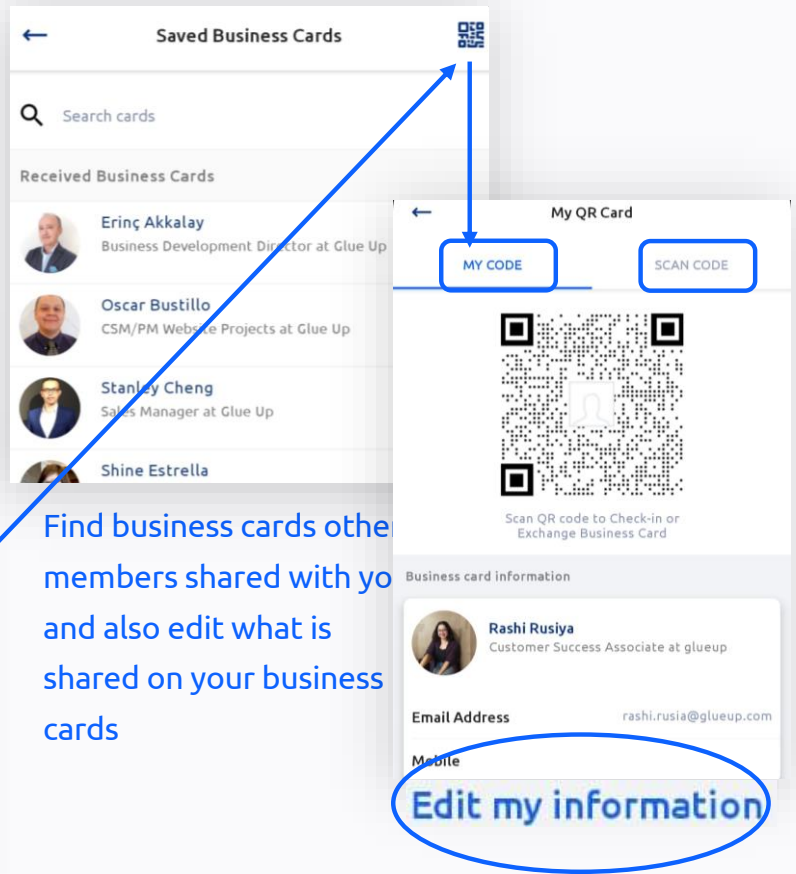 Saved Business Cards
Search cards
Received Business Cards
Erinç Akkalay
Business Development Director at Glue Up
Oscar Bustillo
CSM/PM Website Projects at Glue Up
Stanley Cheng
Sales Manager at Glue Up
Shine Estrella
Find business cards other
members shared with yo
and also edit what is
shared on your business
cards
My QR Card
MY CODE
SCAN CODE
Scan QR code to Check-in or
Exchange Business Card
Business card information
Rashi Rusiya
Customer Success Associate at glueup
Email Address rashi.rusia@glueup.com
Mobile
Edit my information